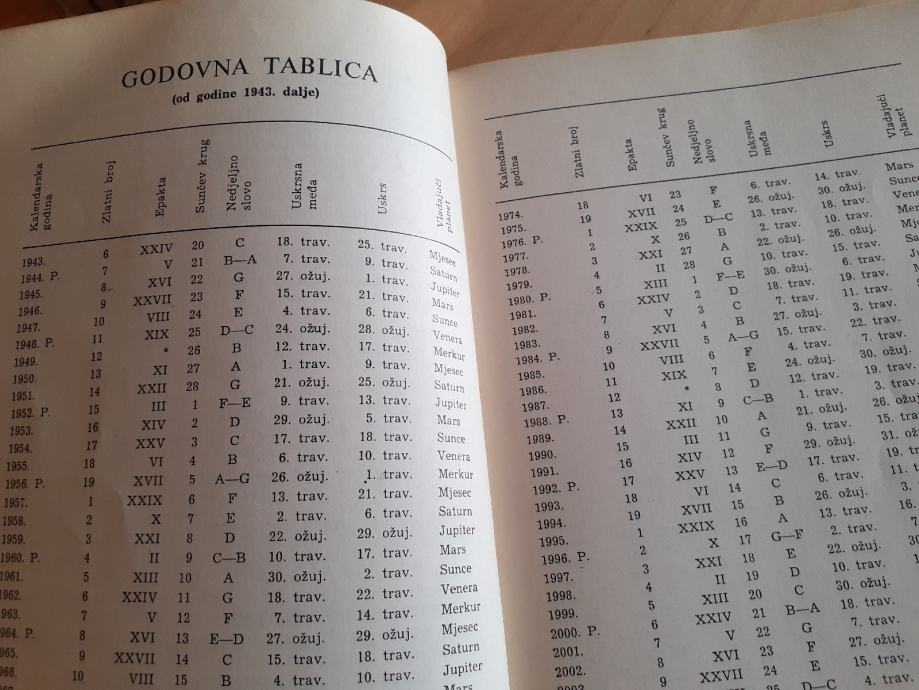 GODOVNA TABLICA
(od godine 1943. dalje)
Kalendarska godina Zlatni broj Epakta Sunčev krug Nedjeljno slovo Uskrsna međa Uskrs Vladajući planet
1943. 6 XXIV 20 C 18. trav. 25. trav. Mjesec
1944. P. 7 V 21 B—A 7. trav. 9. trav. Saturn
1945. 8 XVI 22 G 27. ožuj. 1. trav. Jupiter
1946. 9 XXVII 23 F 15. trav. 21. trav. Mars
1947. 10 VIII 24 E 4. trav. 6. trav. Sunce
1948. P. 11 XIX 25 D—C 24. ožuj. 28. ožuj. Venera
1949. 12 * 26 B 12. trav. 17. trav. Merkur
1950. 13 XI 27 A 1. trav. 9. trav. Mjesec
1951. 14 XXII 28 G 21. ožuj. 25. ožuj. Saturn
1952. P. 15 III 1 F—E 9. trav. 13. trav. Jupiter
1953. 16 XIV 2 D 29. ožuj. 5. trav. Mars
1954. 17 XXV 3 C 17. trav. 18. trav. Sunce
1955. 18 VI 4 B 6. trav. 10. trav. Venera
1956. P. 19 XVII 5 A—G 26. ožuj. 1. trav. Merkur
1957. 1 XXIX 6 F 13. trav. 21. trav. Mjesec
1958. 2 X 7 E 2. trav. 6. trav. Saturn
1959. 3 XXI 8 D 22. ožuj. 29. ožuj. Jupiter
1960. P. 4 II 9 C—B 10. trav. 17. trav. Mars
1961. 5 XIII 10 A 30. ožuj. 2. trav. Sunce
1962. 6 XXIV 11 G 18. trav. 22. trav. Venera
963. 7 V 12 F 7. trav. 14. trav. Merkur
964. P. 8 XVI 13 E—D 27. ožuj. 29. ožuj. Mjesec
965. 9 XXVII 14 C 15. trav. 18. trav. Saturn
966. 10 VIII 15 B 4. trav. 10. trav. Jupiter
Mars
Kalendarska godina Zlatni broj Epakta Sunčev krug Nedjeljno slovo Uskrsna međa Uskrs Vladajući planet
1974. 18 VI 23 F 6. trav. 14. trav. Mars
1975. 19 XVII 24 E 26. ožuj. 30. ožuj. Sunce
1976. P. 1 XXIX 25 D—C 13. trav. 18. trav.
1977. 2 X 26 B 2. trav. 10. trav.
1978. 3 XXI 27 A 22. ožuj. 26. ožuj.
1979. 4 II 28 G 10. trav. 15. trav.
1980. P. 5 XIII 1 F—E 30. ožuj. 6. trav.
1981. 6 XXIV 2 D 18. trav. 19. trav.
1982. 7 V 3 C 7. trav. 11. trav.
1983. 8 XVI 4 B 27. ožuj. 3. trav.
1984. P. 9 XXVII 5 A—G 15. trav. 22. trav.
1985. 10 VIII 6 F 4. trav. 7. trav.
1986. 11 XIX 7 E 24. ožuj. 30. ožuj.
1987. 12 * 8 D 12. trav. 19. trav.
1988. P. 13 XI 9 C—B 1. trav. 3. trav.
1989. 14 XXII 10 A 21. ožuj. 26. ožuj
1990. 15 III 11 G 9. trav. 15. trav
1991. 16 XIV 12 F 29. ožuj. 31. ožu
1992. P. 17 XXV 13 E—D 17. trav. 19. tr
1993. 18 VI 14 C 6. trav. 11.
1994. 19 XVII 15 B 26. ožuj. 3.
1995. 1 XXIX 16 A 13. trav.
1996. P. 2 X 17 G—F 2. trav.
1997. 3 XXI 18 E 22. ožuj.
1998. 4 II 19 D 10. trav.
1999. 5 XIII 20 C 30. ožuj.
2000. P. 6 XXIV 21 B—A 18. trav.
2001. 7 V 22 G 7. trav.
2002. 8 XVI 23 F 27. ožuj.
9 XXVII 24 E 15. trav.
25 D—C 4. trav.